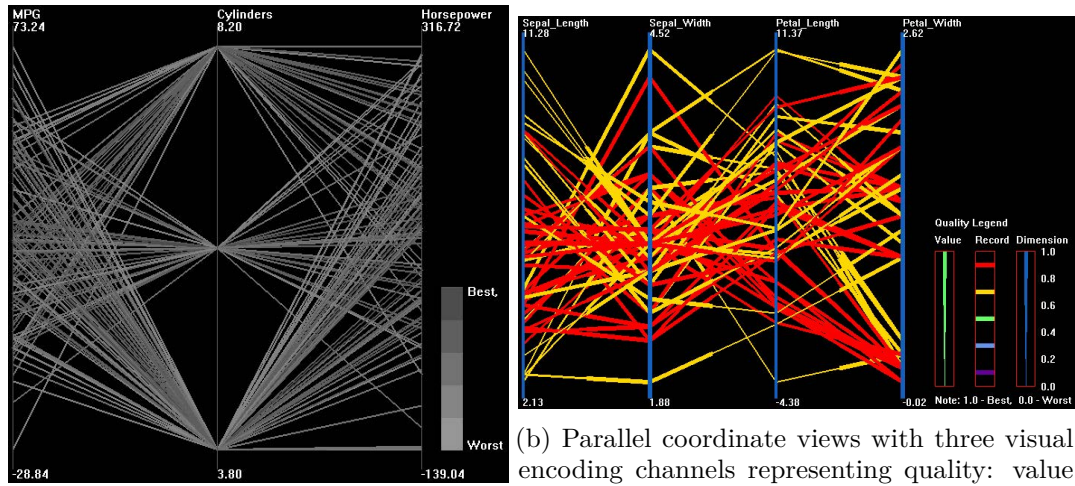 MPG Cylinders Horsepower
73.24 8.20 316.72
Best,
Worst
-28.84 3.80 -139.04
Sepal_Length Sepal_Width Petal_Length Petal_Width
11.28 4.52 11.37 2.62
Quality Legend
Value Record Dimension
1.0
0.8
0.6
0.4
0.2
0.0
Note: 1.0 - Best, 0.0 - Worst
2.13 1.88 -4.38 -0.02
(b) Parallel coordinate views with three visual
encoding channels representing quality: value